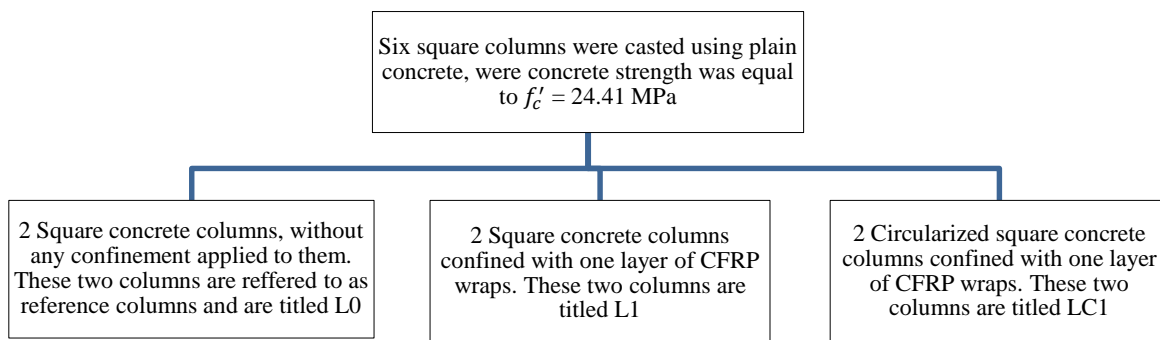 Six square columns were casted using plain
concrete, were concrete strength was equal
to f′c = 24.41 MPa
2 Square concrete columns, without
any confinement applied to them.
These two columns are reffered to as
reference columns and are titled L0
2 Square concrete columns
confined with one layer of CFRP
wraps. These two columns are
titled L1
2 Circularized square concrete
columns confined with one layer
of CFRP wraps. These two
columns are titled LC1